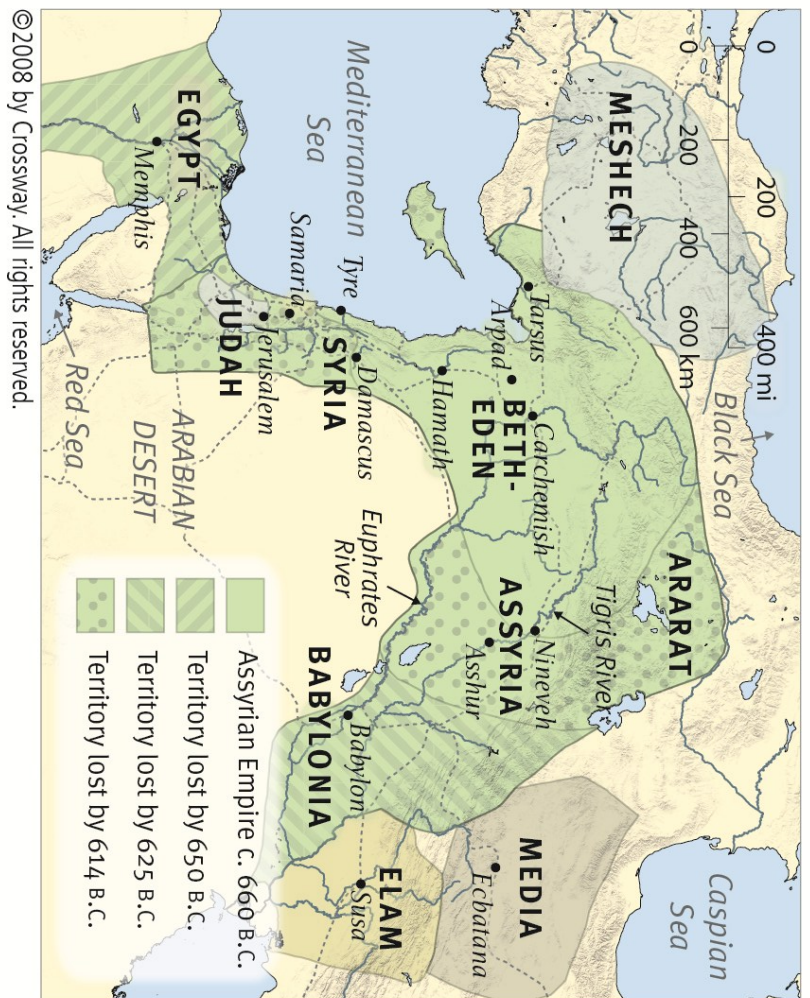 0 200 400 mi
0 200 400 600 km
Black Sea
Caspian
Sea
MESHECH
ARARAT
Tarsus
Arpad
Carchemish
BETH-
EDEN
Hamath
Tigris River
Nineveh
ASSYRIA
Asshur
MEDIA
Ecbatana
Mediterranean
Sea
Tyre
Damascus
SYRIA
Samaria
Jerusalem
JUDAH
Euphrates
River
Babylon
BABYLONIA
ELAM
Susa
EGYPT
Memphis
ARABIAN
DESERT
Red Sea
Assyrian Empire c. 660 B.C.
Territory lost by 650 B.C.
Territory lost by 625 B.C.
Territory lost by 614 B.C.
©2008 by Crossway. All rights reserved.